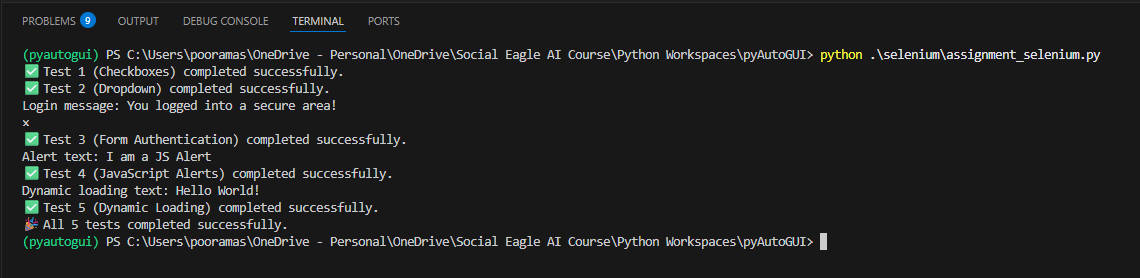 PROBLEMS 9 OUTPUT DEBUG CONSOLE TERMINAL PORTS
(pyautogui) PS C:\Users\pooramas\OneDrive - Personal\OneDrive\Social Eagle AI Course\Python Workspaces\pyAutoGUI> python .\selenium\assignment_selenium.py
✅ Test 1 (Checkboxes) completed successfully.
✅ Test 2 (Dropdown) completed successfully.
Login message: You logged into a secure area!
×
✅ Test 3 (Form Authentication) completed successfully.
Alert text: I am a JS Alert
✅ Test 4 (JavaScript Alerts) completed successfully.
Dynamic loading text: Hello World!
✅ Test 5 (Dynamic Loading) completed successfully.
🎉 All 5 tests completed successfully.
(pyautogui) PS C:\Users\pooramas\OneDrive - Personal\OneDrive\Social Eagle AI Course\Python Workspaces\pyAutoGUI>